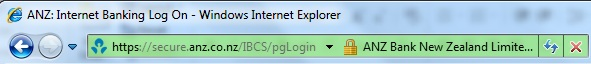 ANZ: Internet Banking Log On - Windows Internet Explorer
https://secure.anz.co.nz/IBCS/pgLogin ANZ Bank New Zealand Limite...